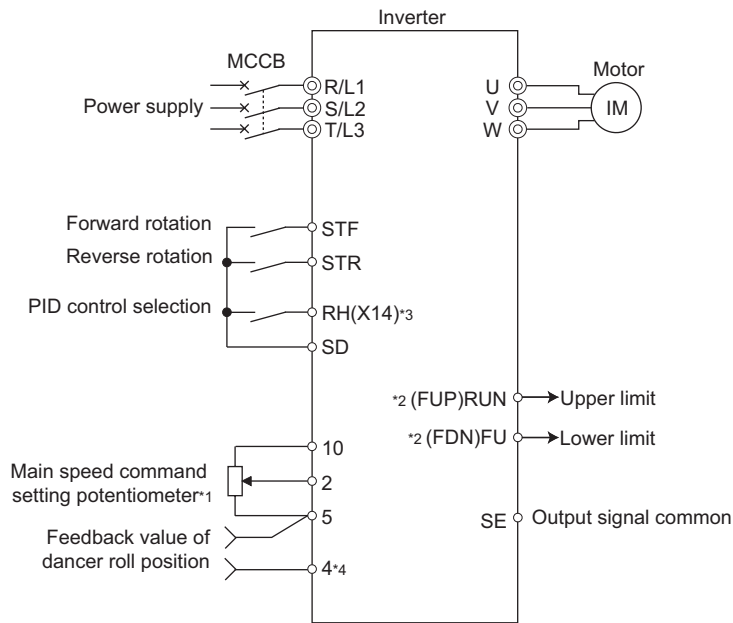 Inverter
MCCB
Motor
R/L1
U
Power supply
S/L2
V
IM
T/L3
W
Forward rotation
STF
Reverse rotation
STR
PID control selection
RH(X14)*3
SD
*2 (FUP)RUN
Upper limit
*2 (FDN)FU
Lower limit
10
Main speed command
setting potentiometer*1
2
5
SE
Output signal common
Feedback value of
dancer roll position
4*4